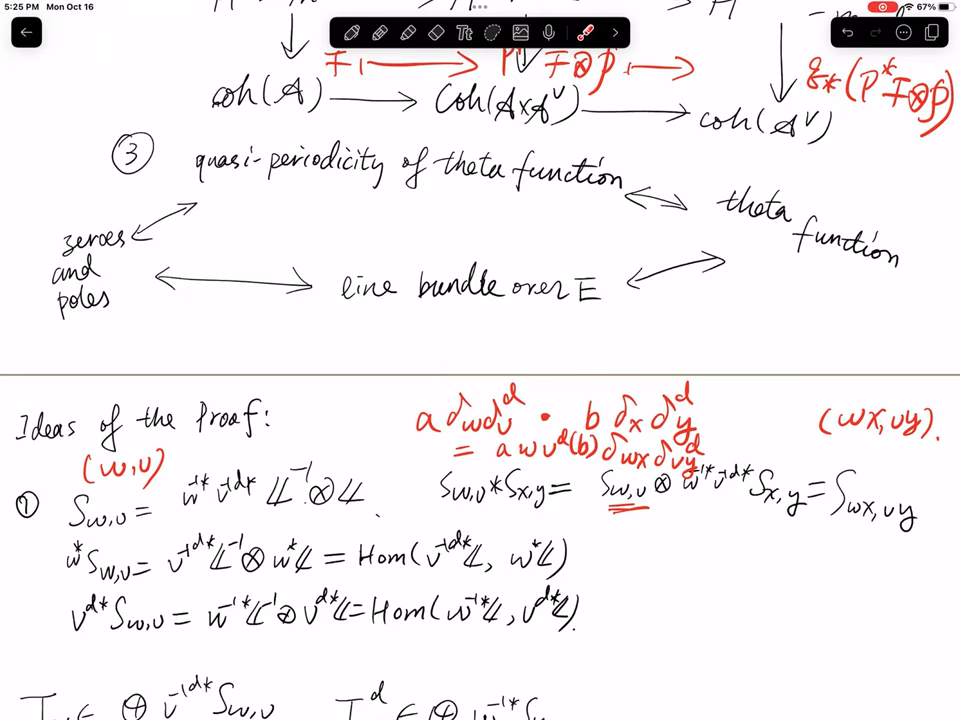 5:25 PM Mon Oct 16
67%
F ↦ P* F⊗P ↦ q*(P*F⊗P)
coh(A) → Coh(A×A^∨) → coh(A^∨)
③ quasi-periodicity of theta function
theta function
zeroes and poles
line bundle over E
Ideas of the Proof:
a δ_w δ_v^d · b δ_x δ_y^d
(wx, vy).
= a w v^d(b) δ_wx δ_vy^d
(w, v)
① S_w,v = w^-1* v^-1d* 𝕃^-1 ⊗ 𝕃. S_w,v * S_x,y = S_w,v ⊗ w^-1* v^-1d* S_x,y = S_wx,vy
w* S_w,v = v^-1d* 𝕃^-1 ⊗ w*𝕃 = Hom(v^-1d*𝕃, w*𝕃)
v^d* S_w,v = w^-1*𝕃^-1 ⊗ v^d*𝕃 = Hom(w^-1*𝕃, v^d*𝕃).
⊕ v^-1d* S_w,v